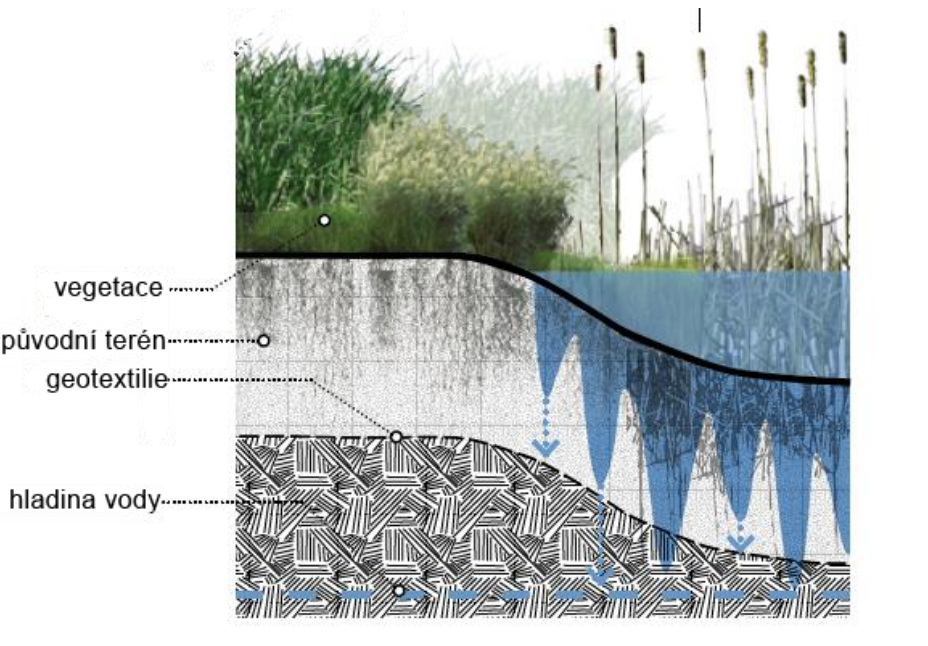 vegetace
původní terén
geotextilie
hladina vody